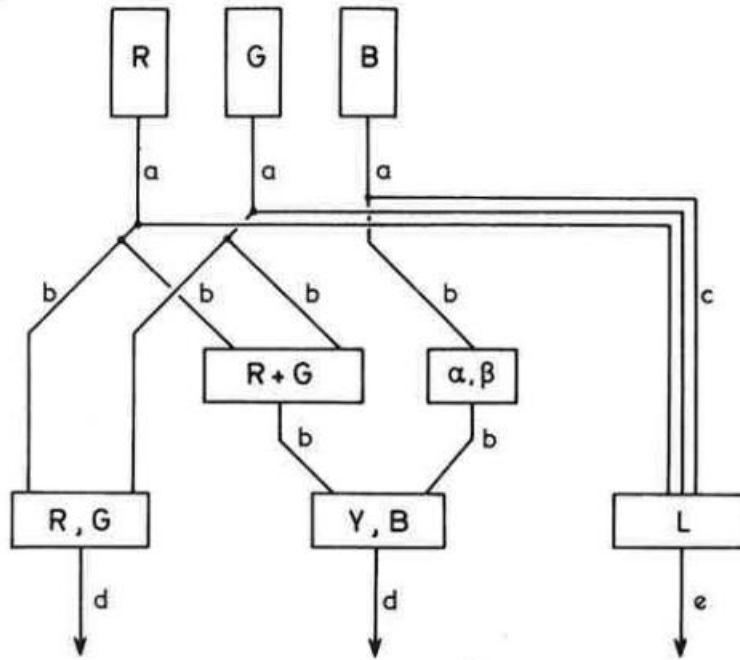 R G B
a a a
b b b b c
R + G α, β
b b
R, G Y, B L
d d e